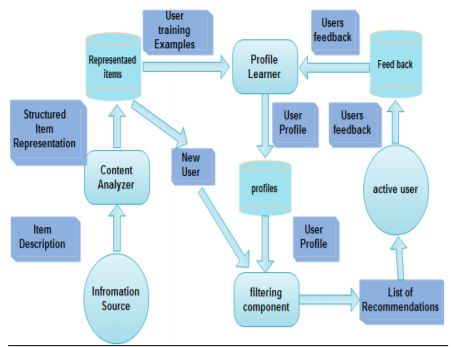 User
training
Examples
Users
feedback
Representaed
items
Profile
Learner
Feed back
Structured
Item
Representation
User
Profile
Users
feedback
New
User
Content
Analyzer
profiles
active user
Item
Description
User
Profile
Infromation
Source
filtering
component
List of
Recommendations